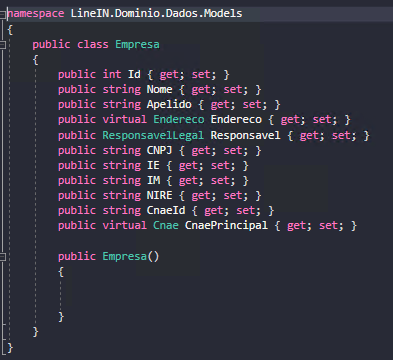 namespace LineIN.Dominio.Dados.Models
{
public class Empresa
{
public int Id { get; set; }
public string Nome { get; set; }
public string Apelido { get; set; }
public virtual Endereco Endereco { get; set; }
public ResponsavelLegal Responsavel { get; set; }
public string CNPJ { get; set; }
public string IE { get; set; }
public string IM { get; set; }
public string NIRE { get; set; }
public string CnaeId { get; set; }
public virtual Cnae CnaePrincipal { get; set; }
public Empresa()
{
}
}
}